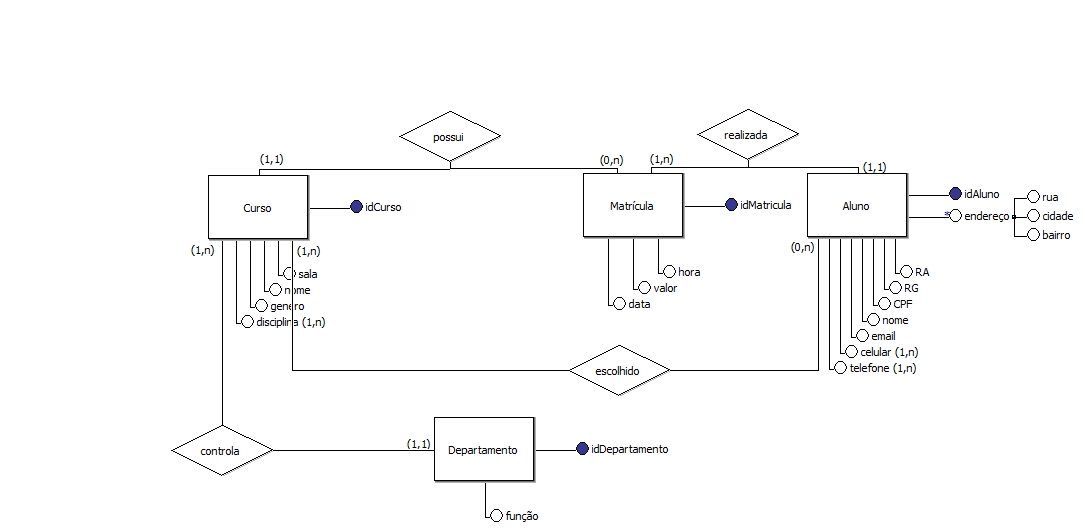 possui
realizada
(1,1)
(0,n)
(1,n)
(1,1)
Curso
idCurso
Matrícula
idMatricula
Aluno
idAluno
*
endereço
rua
cidade
bairro
(1,n)
(1,n)
(0,n)
sala
nome
genero
disciplina (1,n)
hora
valor
data
RA
RG
CPF
nome
email
celular (1,n)
telefone (1,n)
escolhido
controla
(1,1)
Departamento
idDepartamento
função